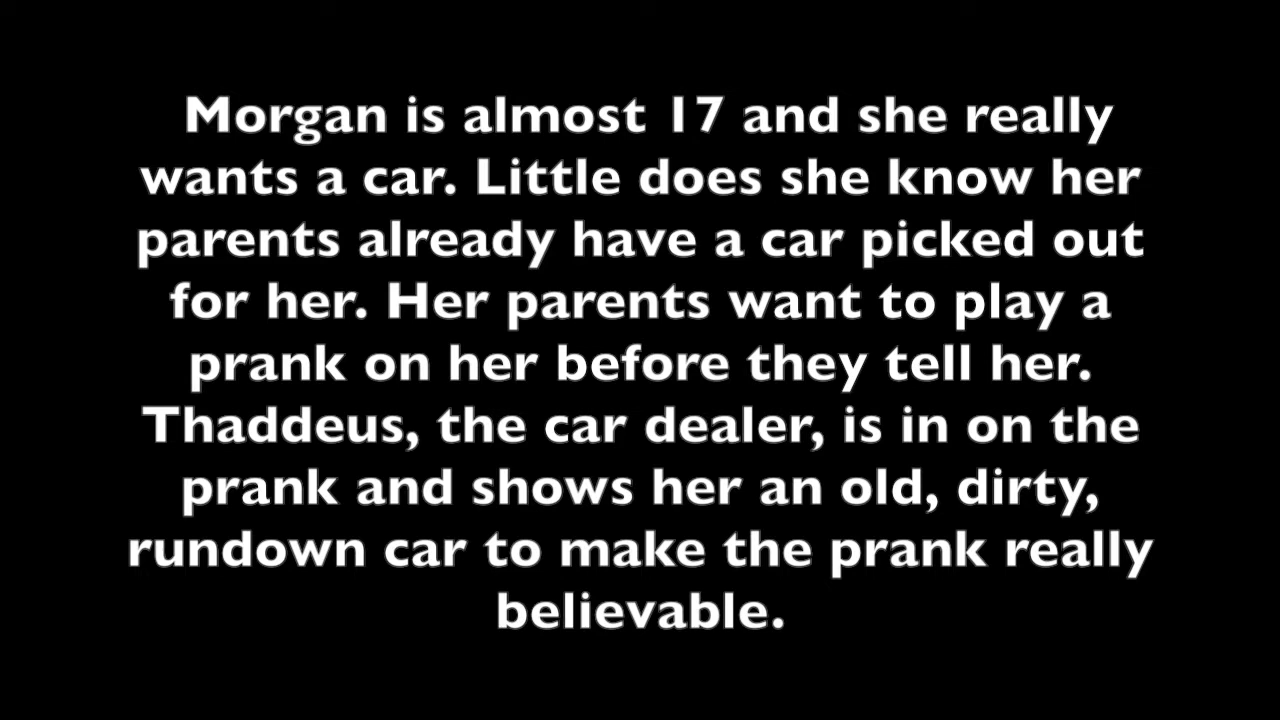 Morgan is almost 17 and she really
wants a car. Little does she know her
parents already have a car picked out
for her. Her parents want to play a
prank on her before they tell her.
Thaddeus, the car dealer, is in on the
prank and shows her an old, dirty,
rundown car to make the prank really
believable.